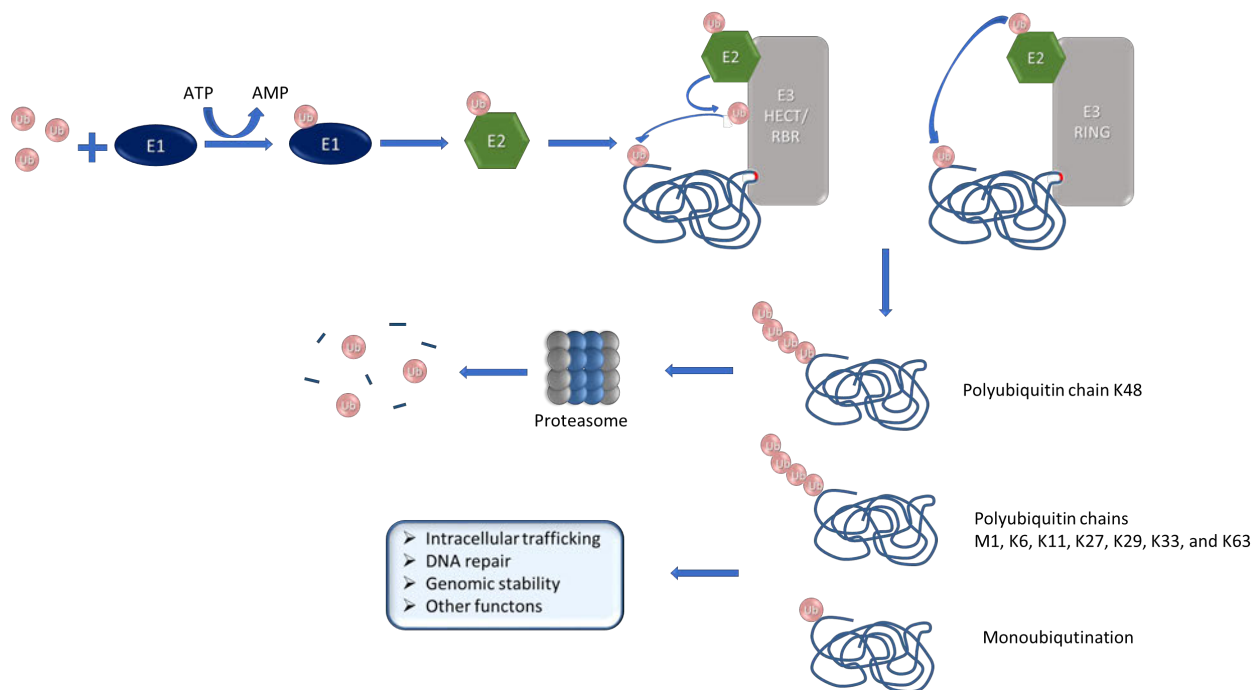 Ub
Ub
E2
E2
ATP
AMP
E3
HECT/
RBR
E3
RING
Ub
Ub
Ub
Ub
Ub
Ub
E1
E1
E2
Ub
Ub
Ub
Ub
Ub
Ub
Ub
Ub
Ub
Polyubiquitin chain K48
Proteasome
Ub
Ub
Ub
Ub
Polyubiquitin chains
M1, K6, K11, K27, K29, K33, and K63
➢ Intracellular trafficking
➢ DNA repair
➢ Genomic stability
➢ Other functons
Ub
Monoubiqutination